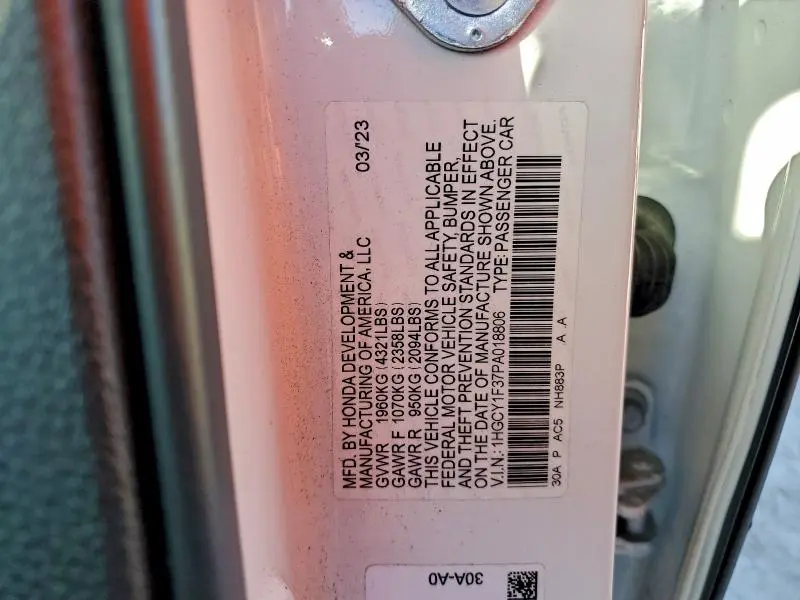 MFD. BY HONDA DEVELOPMENT & 03/'23
MANUFACTURING OF AMERICA, LLC
GVWR 1960KG (4321LBS)
GAWR F 1070KG (2358LBS)
GAWR R 950KG (2094LBS)
THIS VEHICLE CONFORMS TO ALL APPLICABLE
FEDERAL MOTOR VEHICLE SAFETY, BUMPER,
AND THEFT PREVENTION STANDARDS IN EFFECT
ON THE DATE OF MANUFACTURE SHOWN ABOVE.
V.I.N.: 1HGCY1F37PA018806 TYPE: PASSENGER CAR
30A P AC5 NH883P A .A
30A-A0